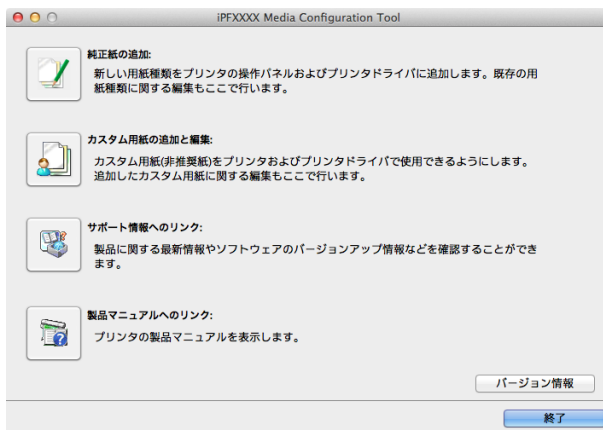 iPFXXXX Media Configuration Tool
純正紙の追加:
新しい用紙種類をプリンタの操作パネルおよびプリンタドライバに追加します。既存の用
紙種類に関する編集もここで行います。
カスタム用紙の追加と編集:
カスタム用紙(非推奨紙)をプリンタおよびプリンタドライバで使用できるようにします。
追加したカスタム用紙に関する編集もここで行います。
サポート情報へのリンク:
製品に関する最新情報やソフトウェアのバージョンアップ情報などを確認することができ
ます。
製品マニュアルへのリンク:
プリンタの製品マニュアルを表示します。
バージョン情報
終了